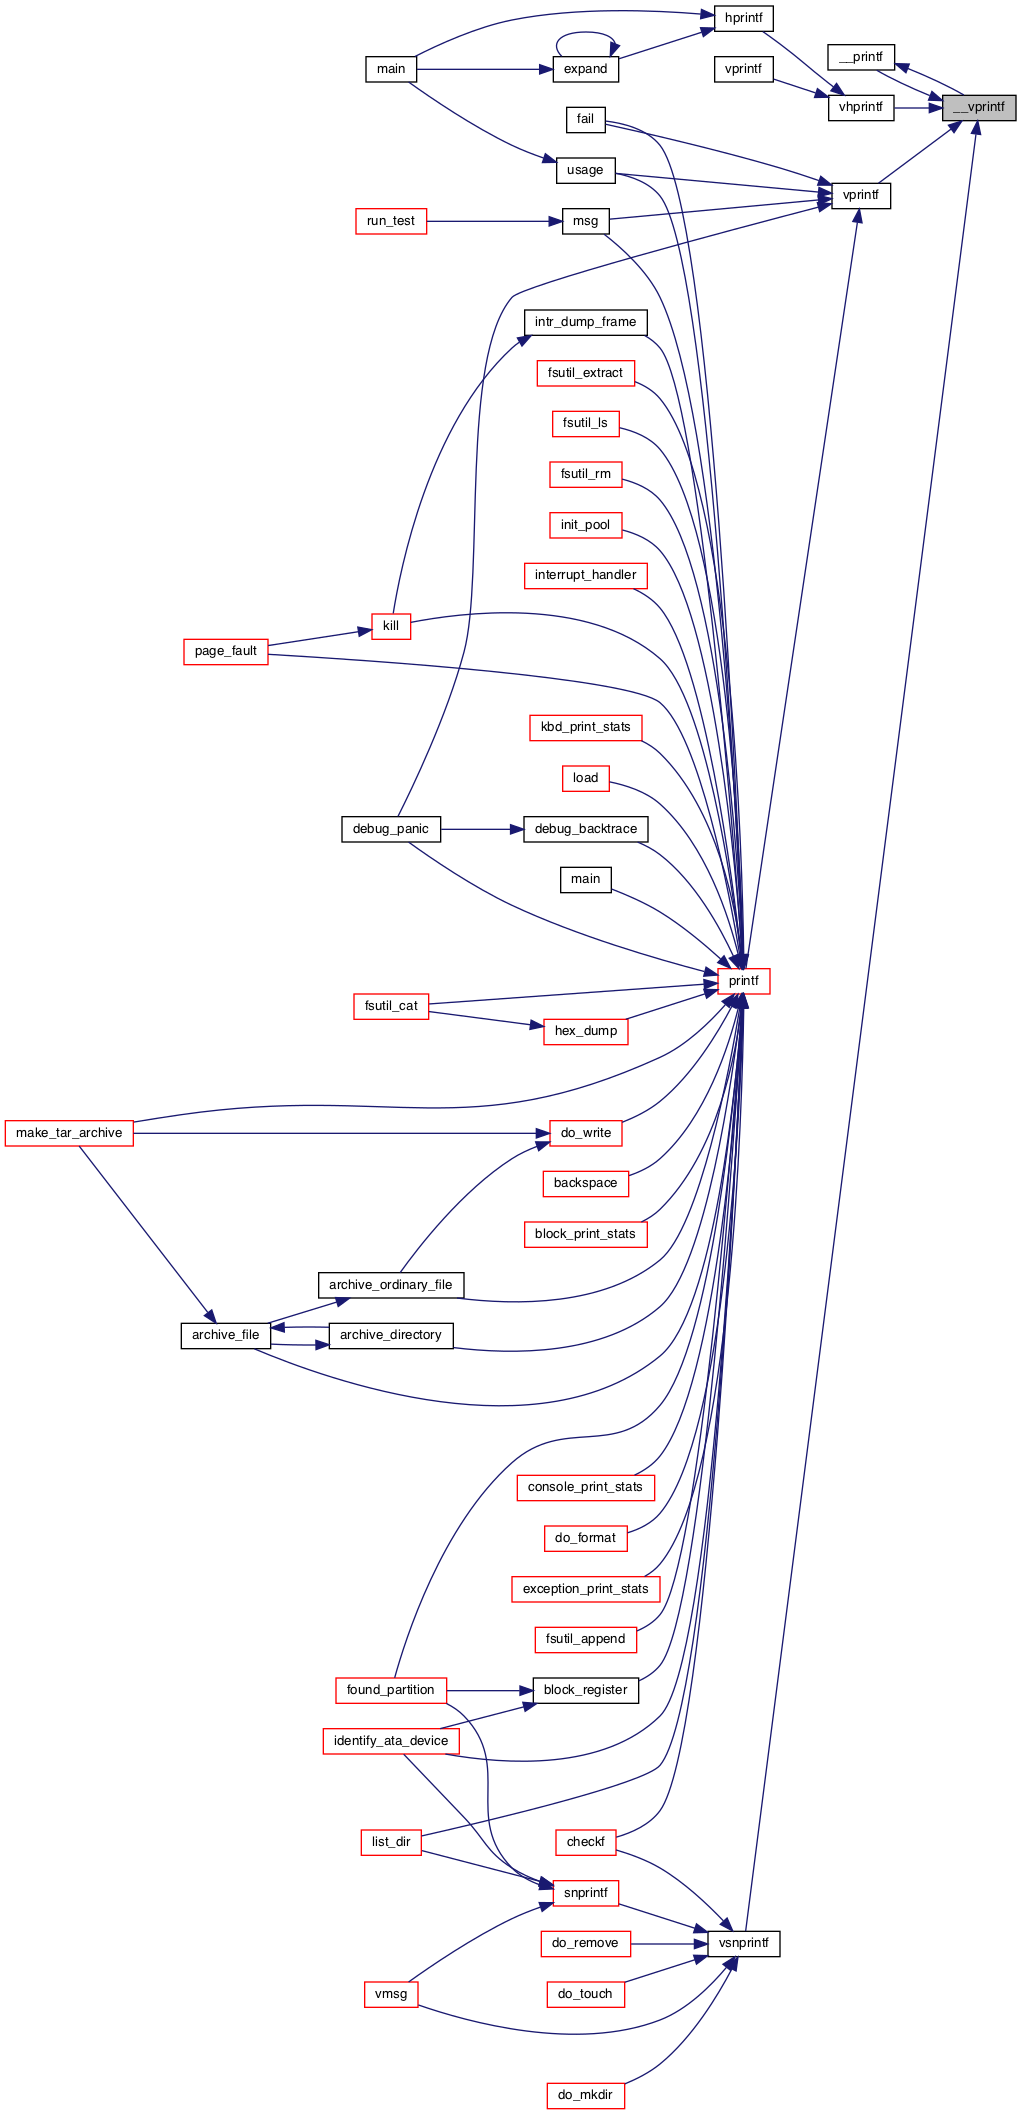 hprintf
__printf
main
expand
vprintf
vhprintf
__vprintf
fail
usage
vprintf
run_test
msg
intr_dump_frame
fsutil_extract
fsutil_ls
fsutil_rm
init_pool
interrupt_handler
kill
page_fault
kbd_print_stats
load
debug_panic
debug_backtrace
main
printf
fsutil_cat
hex_dump
make_tar_archive
do_write
backspace
block_print_stats
archive_ordinary_file
archive_file
archive_directory
console_print_stats
do_format
exception_print_stats
fsutil_append
found_partition
block_register
identify_ata_device
list_dir
checkf
snprintf
do_remove
vsnprintf
vmsg
do_touch
do_mkdir